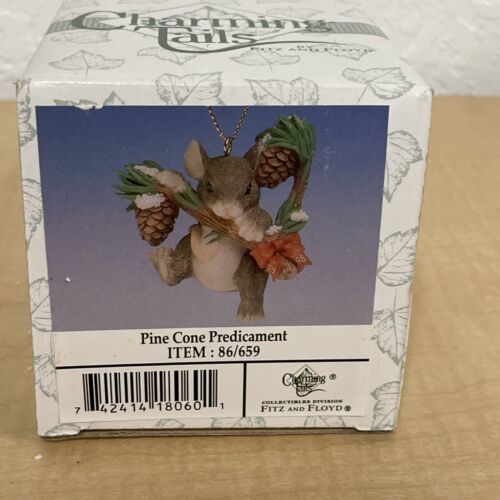 Charming
Tails
BY
FITZ AND FLOYD
98
Pine Cone Predicament
ITEM : 86/659
7 42414 18060 1
Charming ®
Tails
COLLECTIBLES DIVISION
FITZ AND FLOYD®